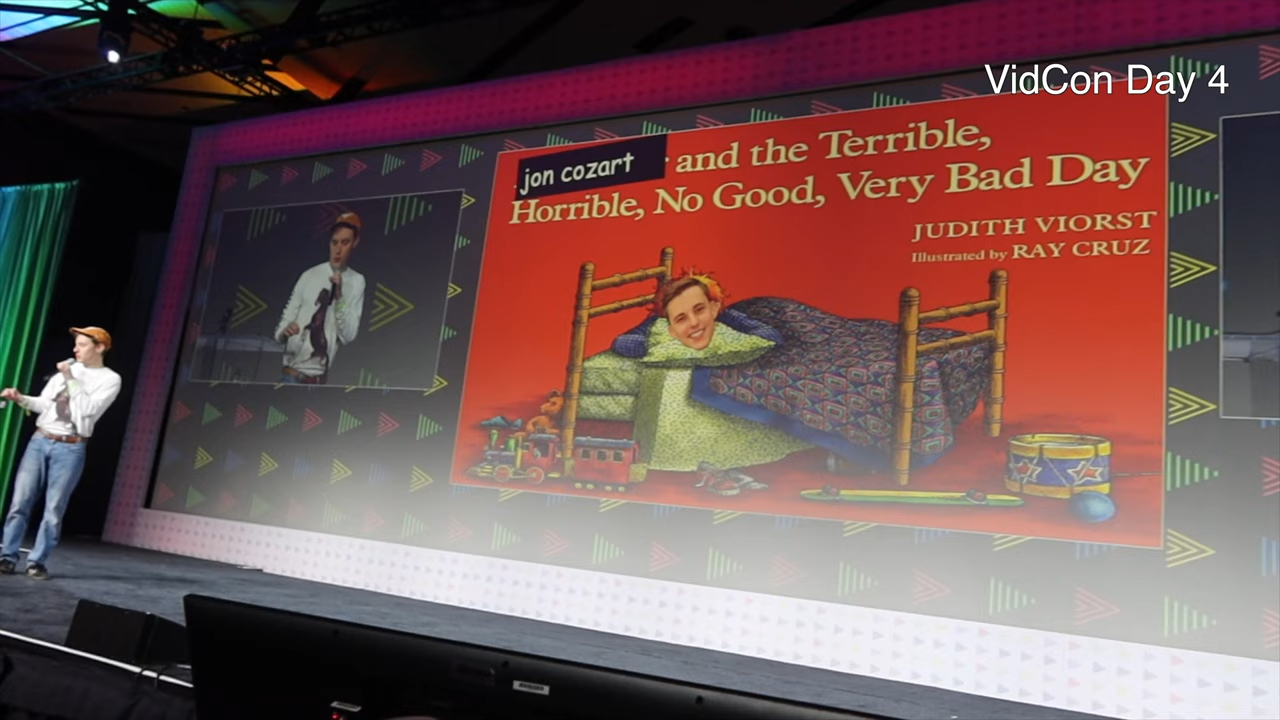 VidCon Day 4
jon cozart and the Terrible,
Horrible, No Good, Very Bad Day
JUDITH VIORST
Illustrated by RAY CRUZ